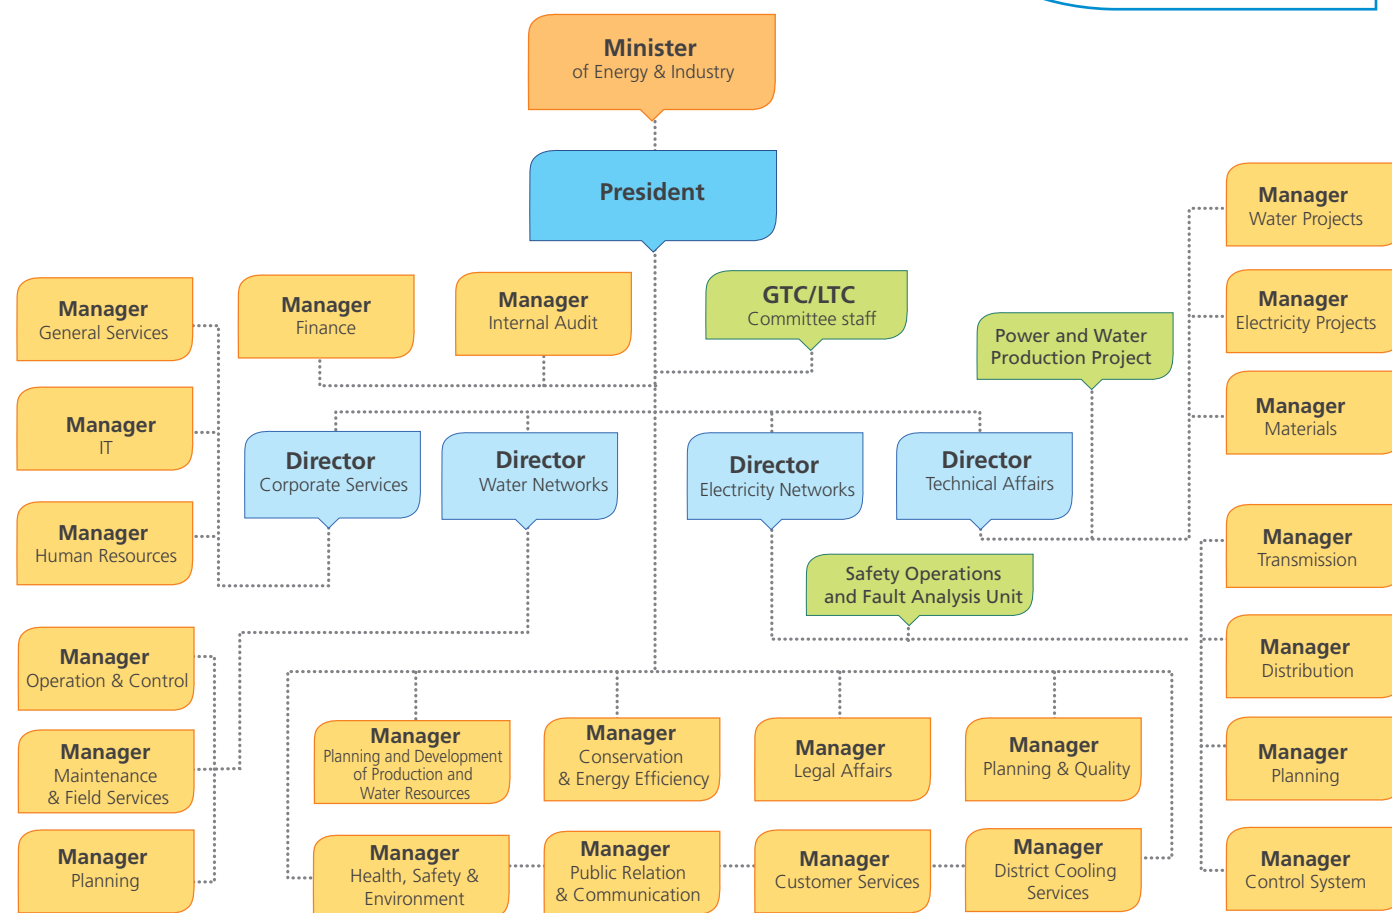 Minister
of Energy & Industry
President
Manager
Water Projects
Manager
General Services
Manager
Finance
Manager
Internal Audit
GTC/LTC
Committee staff
Power and Water
Production Project
Manager
Electricity Projects
Manager
IT
Manager
Materials
Director
Corporate Services
Director
Water Networks
Director
Electricity Networks
Director
Technical Affairs
Manager
Human Resources
Manager
Transmission
Safety Operations
and Fault Analysis Unit
Manager
Operation & Control
Manager
Distribution
Manager
Maintenance
& Field Services
Manager
Planning and Development
of Production and
Water Resources
Manager
Conservation
& Energy Efficiency
Manager
Legal Affairs
Manager
Planning & Quality
Manager
Planning
Manager
Planning
Manager
Health, Safety &
Environment
Manager
Public Relation
& Communication
Manager
Customer Services
Manager
District Cooling
Services
Manager
Control System